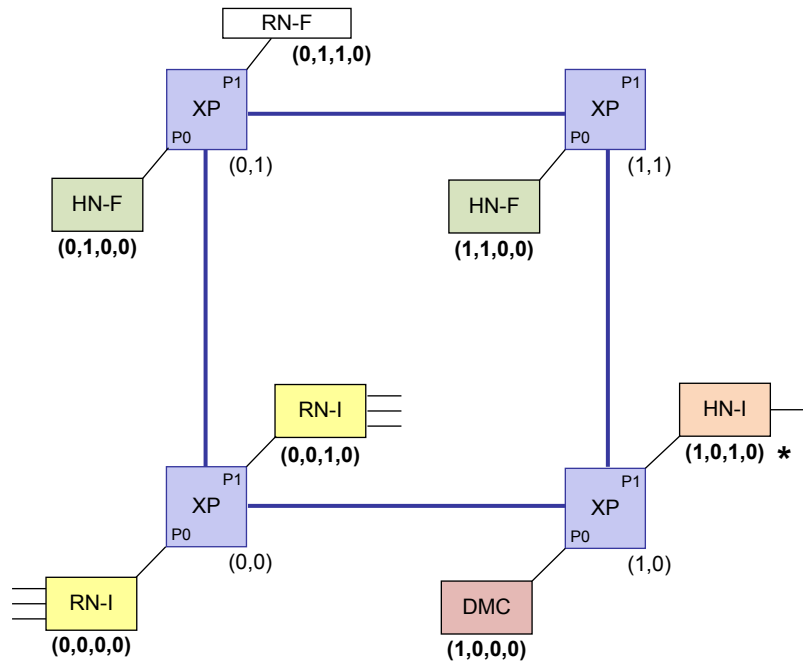 RN-F
(0,1,1,0)
P1
XP
P0
(0,1)
P1
XP
P0
(1,1)
HN-F
(0,1,0,0)
HN-F
(1,1,0,0)
RN-I
(0,0,1,0)
HN-I
(1,0,1,0) *
P1
XP
P0
(0,0)
P1
XP
P0
(1,0)
RN-I
(0,0,0,0)
DMC
(1,0,0,0)